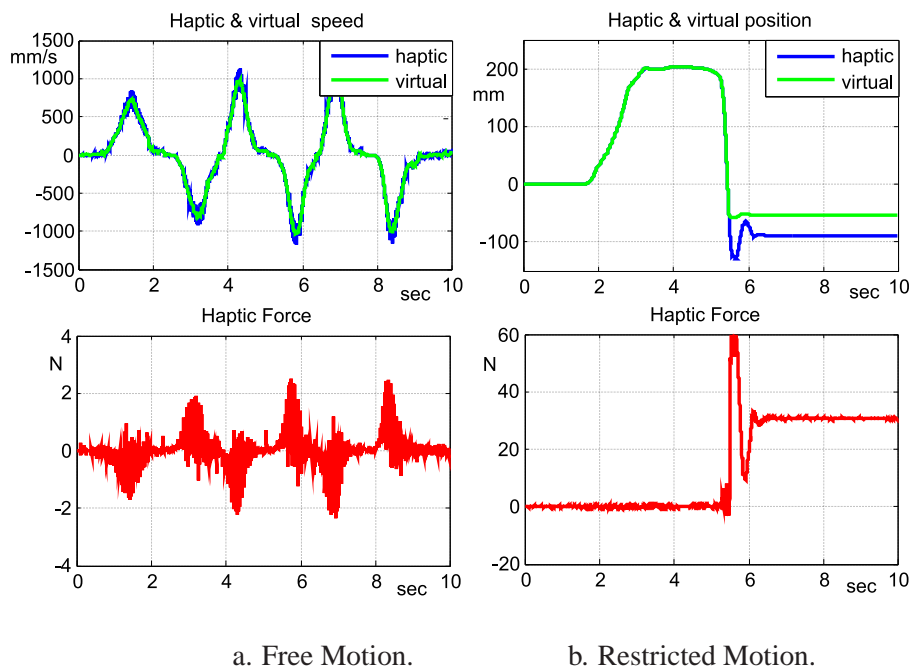 Haptic & virtual speed
1500
mm/s
1000
500
0
-500
-1000
-1500
haptic
virtual
0 2 4 6 8 10
sec
Haptic & virtual position
200
mm
100
0
-100
haptic
virtual
0 2 4 6 8 10
sec
Haptic Force
4
N
2
0
-2
-4
0 2 4 6 8 10
sec
Haptic Force
60
N
40
20
0
-20
0 2 4 6 8 10
sec
a. Free Motion.
b. Restricted Motion.